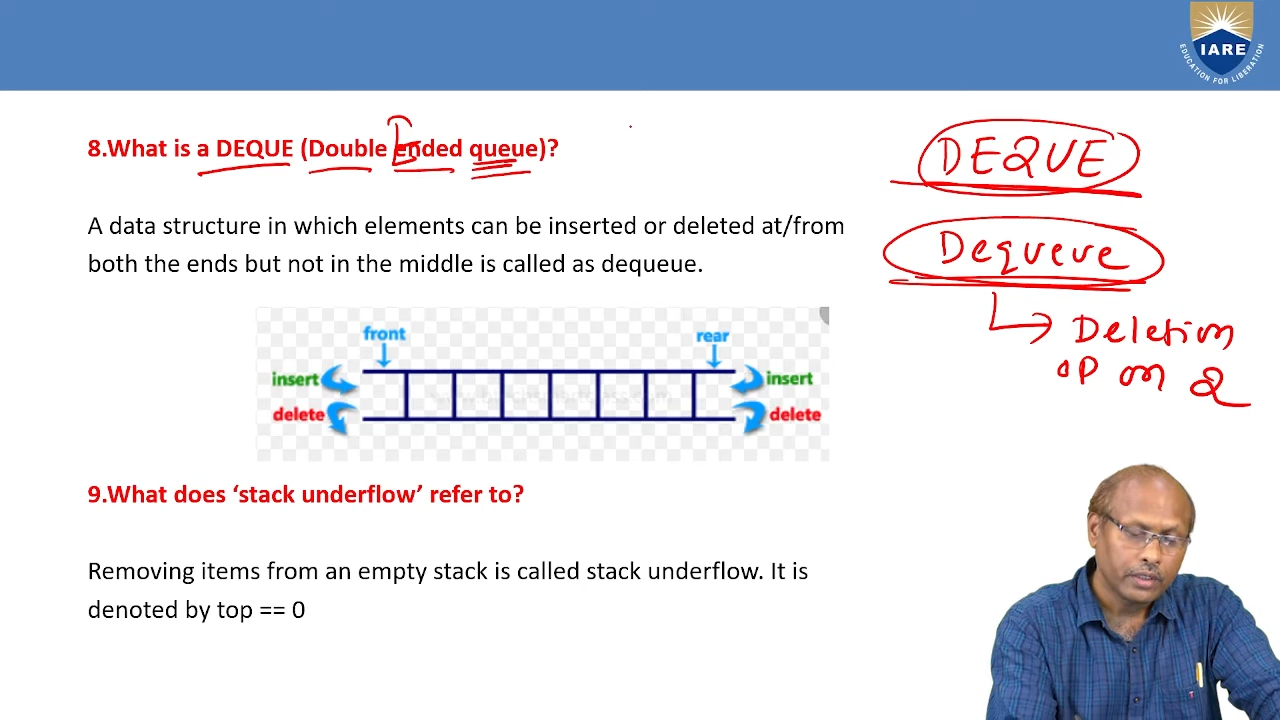 IARE
EDUCATION FOR LIBERATION
8.What is a DEQUE (Double Ended queue)?
DEQUE
A data structure in which elements can be inserted or deleted at/from
both the ends but not in the middle is called as dequeue.
Dequeue
Deletion
OP on Q
front
rear
insert
insert
delete
delete
9.What does ‘stack underflow’ refer to?
Removing items from an empty stack is called stack underflow. It is
denoted by top == 0